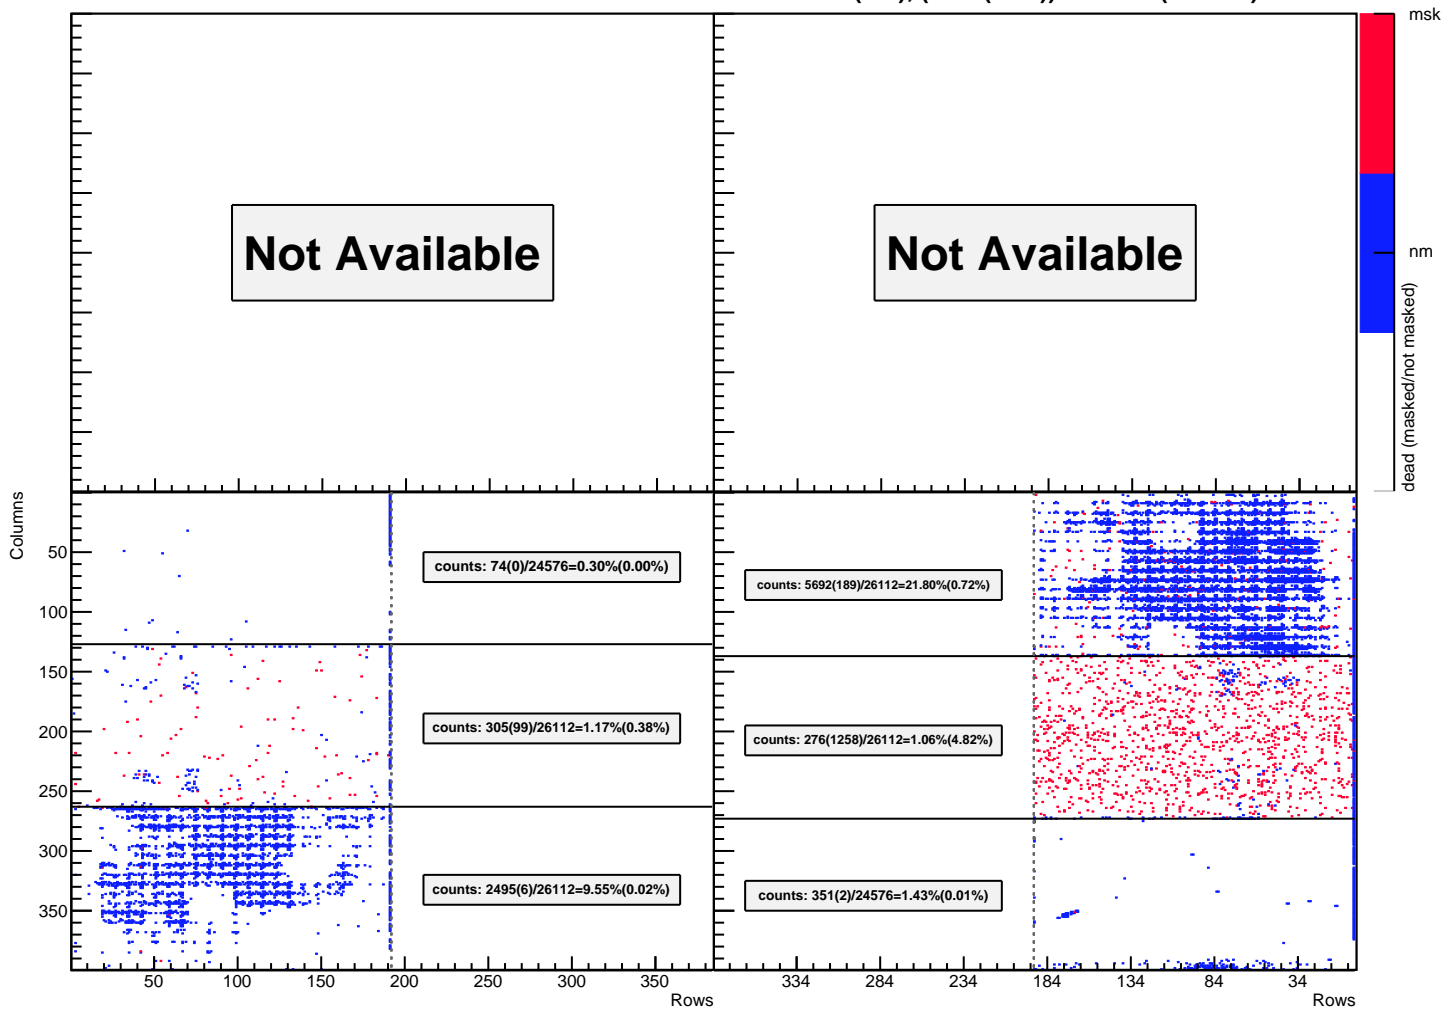 msk
nm
dead (masked/not masked)
Not Available
Not Available
Columns
50
100
150
200
250
300
350
counts: 74(0)/24576=0.30%(0.00%)
counts: 305(99)/26112=1.17%(0.38%)
counts: 2495(6)/26112=9.55%(0.02%)
counts: 5692(189)/26112=21.80%(0.72%)
counts: 276(1258)/26112=1.06%(4.82%)
counts: 351(2)/24576=1.43%(0.01%)
50 100 150 200 250 300 350
Rows
334 284 234 184 134 84 34
Rows